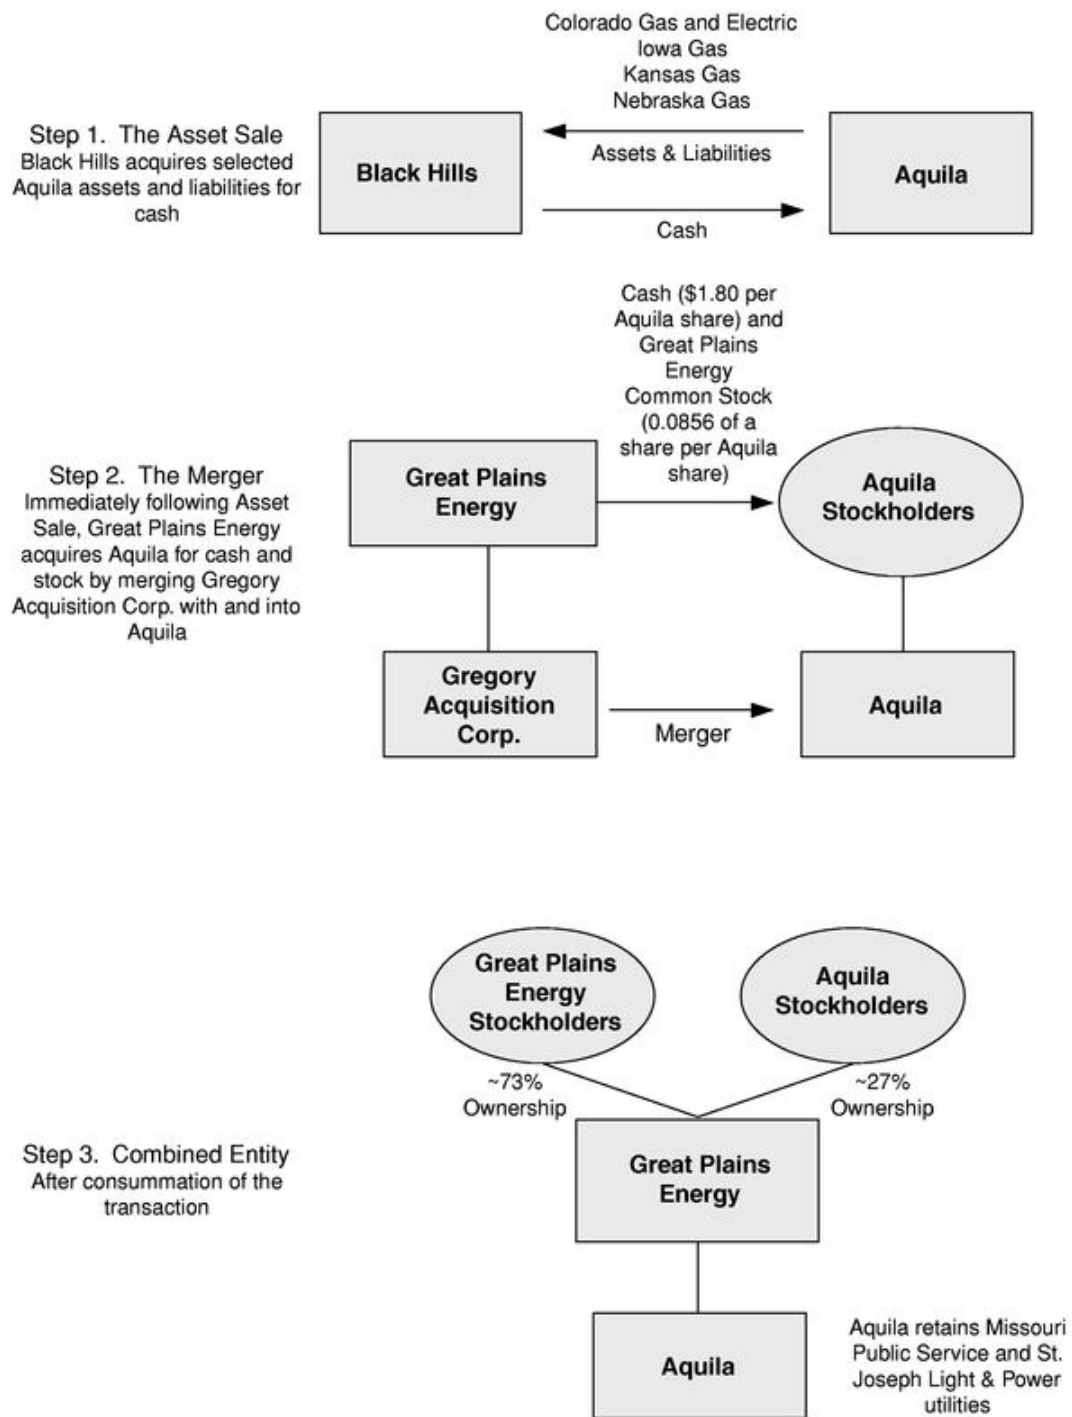 Colorado Gas and Electric
Iowa Gas
Kansas Gas
Nebraska Gas
Step 1. The Asset Sale
Black Hills acquires selected
Aquila assets and liabilities for
cash
Black Hills
Assets & Liabilities
Cash
Aquila
Cash ($1.80 per
Aquila share) and
Great Plains
Energy
Common Stock
(0.0856 of a
share per Aquila
share)
Step 2. The Merger
Immediately following Asset
Sale, Great Plains Energy
acquires Aquila for cash and
stock by merging Gregory
Acquisition Corp. with and into
Aquila
Great Plains
Energy
Aquila
Stockholders
Gregory
Acquisition
Corp.
Merger
Aquila
Great Plains
Energy
Stockholders
Aquila
Stockholders
~73%
Ownership
~27%
Ownership
Step 3. Combined Entity
After consummation of the
transaction
Great Plains
Energy
Aquila
Aquila retains Missouri
Public Service and St.
Joseph Light & Power
utilities